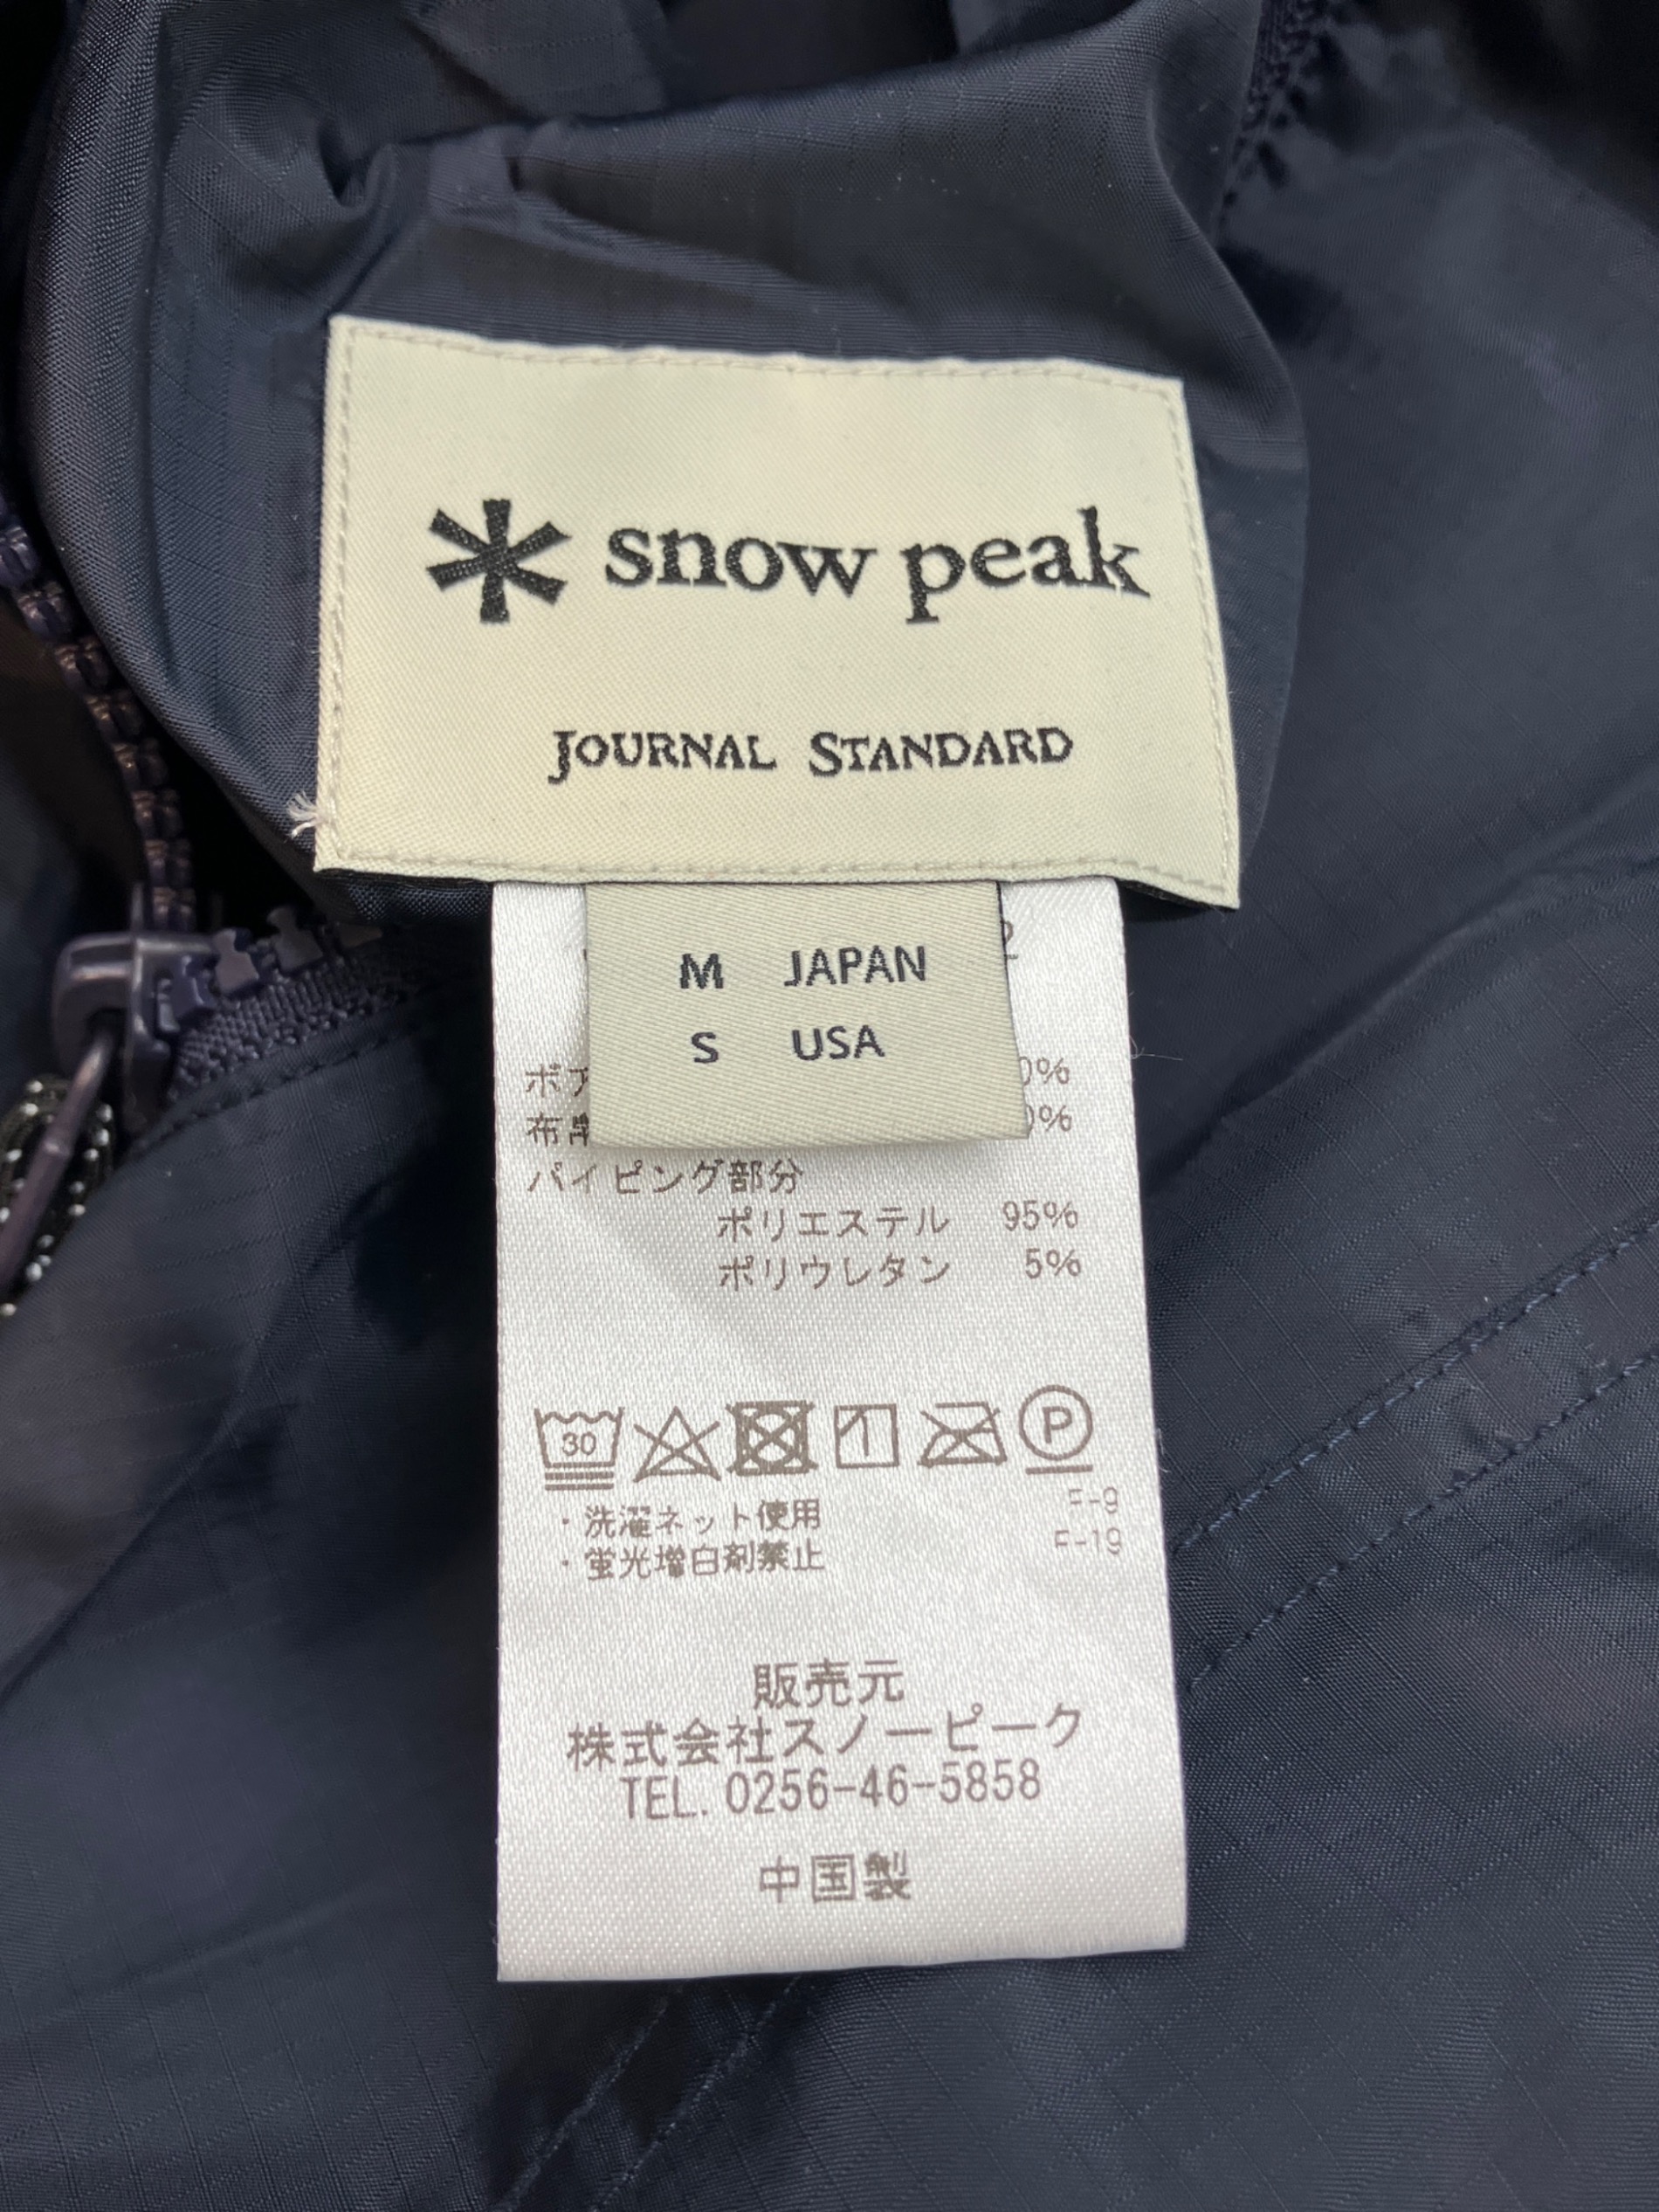 snow peak
JOURNAL STANDARD
M JAPAN
S USA
パイピング部分
ポリエステル 95%
ポリウレタン 5%
30
P
・洗濯ネット使用 F-9
・蛍光増白剤禁止 F-19
販売元
株式会社スノーピーク
TEL. 0256-46-5858
中国製